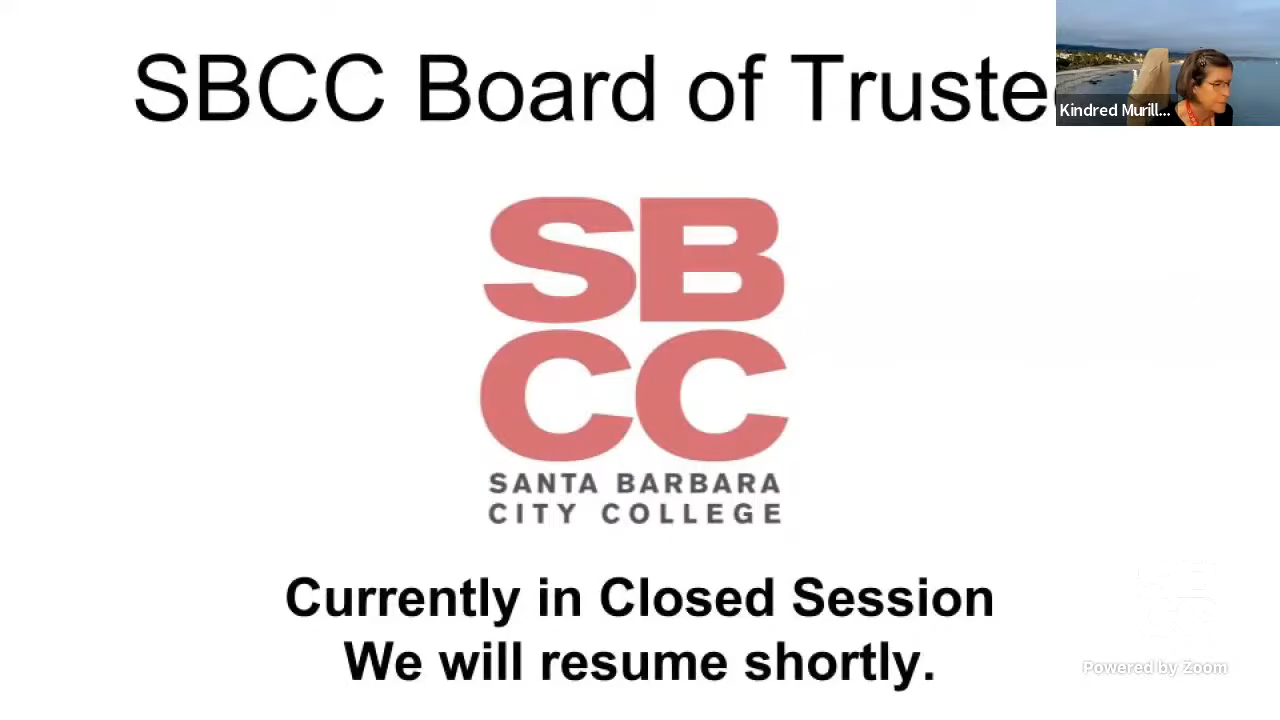 SBCC Board of Truste
Kindred Murill...
SB
CC
SANTA BARBARA
CITY COLLEGE
Currently in Closed Session
We will resume shortly.
Powered by Zoom